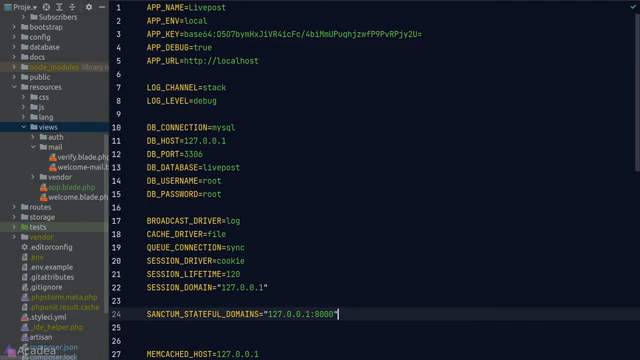 Proje...
Subscribers
bootstrap
config
database
docs
node_modules library r
public
resources
css
js
lang
views
auth
mail
verify.blade.php
welcome-mail.b
vendor
app.blade.php
welcome.blade.php
routes
storage
tests
vendor
.editorconfig
.env
.env.example
.gitattributes
.gitignore
.phpstorm.meta.php
.phpunit.result.cache
.styleci.yml
_ide_helper.php
artisan
composer.json
composer.lock
Acadea
1 APP_NAME=Livepost
2 APP_ENV=local
3 APP_KEY=base64:0507bymHxJiVR4icFc/4biMmUPuqhjzwfP9PvRPjy2U=
4 APP_DEBUG=true
5 APP_URL=http://localhost
6
7 LOG_CHANNEL=stack
8 LOG_LEVEL=debug
9
10 DB_CONNECTION=mysql
11 DB_HOST=127.0.0.1
12 DB_PORT=3306
13 DB_DATABASE=livepost
14 DB_USERNAME=root
15 DB_PASSWORD=root
16
17 BROADCAST_DRIVER=log
18 CACHE_DRIVER=file
19 QUEUE_CONNECTION=sync
20 SESSION_DRIVER=cookie
21 SESSION_LIFETIME=120
22 SESSION_DOMAIN="127.0.0.1"
23
24 SANCTUM_STATEFUL_DOMAINS="127.0.0.1:8000"
25
26
27 MEMCACHED_HOST=127.0.0.1